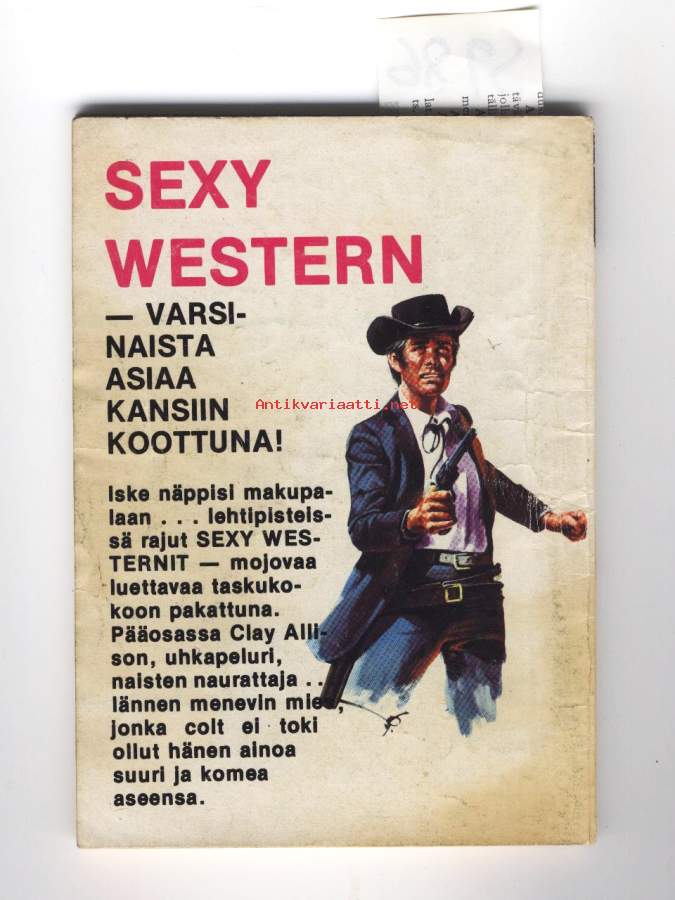 SEXY
WESTERN
— VARSI-
NAISTA
ASIAA
KANSIIN
KOOTTUNA!
Antikvariaatti.net
Iske näppisi makupa-
laan . . . lehtipisteis-
sä rajut SEXY WES-
TERNIT — mojovaa
luettavaa taskuko-
koon pakattuna.
Pääosassa Clay Alli-
son, uhkapeluri,
naisten naurattaja . .
lännen menevin mies,
jonka colt ei toki
ollut hänen ainoa
suuri ja komea
aseensa.